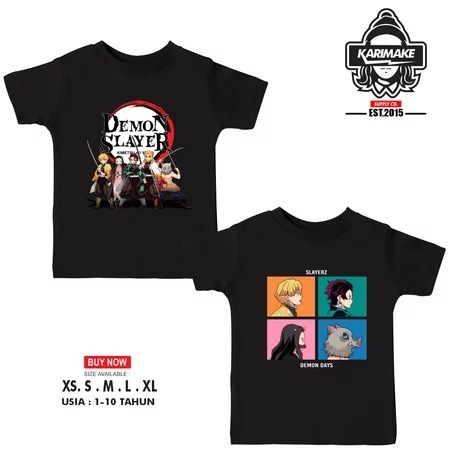 KARIMAKE
SUPPLY CO.
EST.2015
DEMON
SLAYER
SLAYERZ
DEMON DAYS
BUY NOW
SIZE AVAILABLE
XS. S . M . L . XL
USIA : 1-10 TAHUN